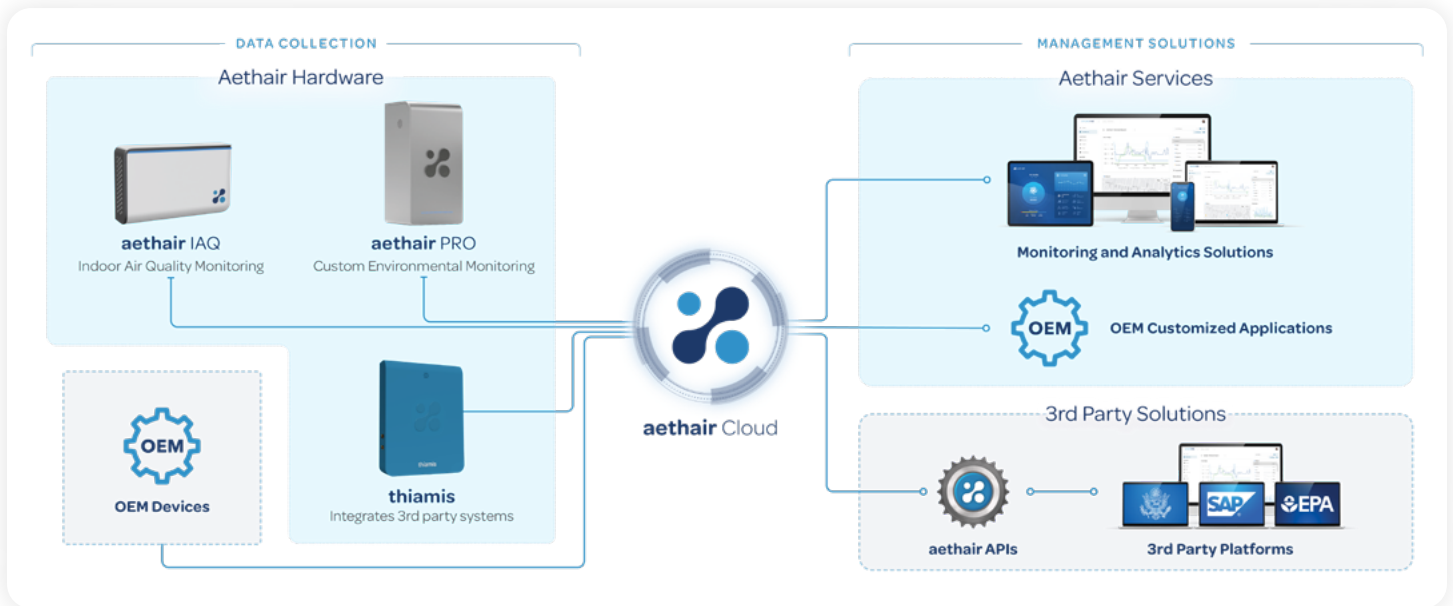 DATA COLLECTION
Aethair Hardware
aethair IAQ
Indoor Air Quality Monitoring
aethair PRO
Custom Environmental Monitoring
OEM
OEM Devices
thiamis
thiamis
Integrates 3rd party systems
aethair Cloud
MANAGEMENT SOLUTIONS
Aethair Services
Monitoring and Analytics Solutions
OEM
OEM Customized Applications
3rd Party Solutions
aethair APIs
SAP
EPA
3rd Party Platforms